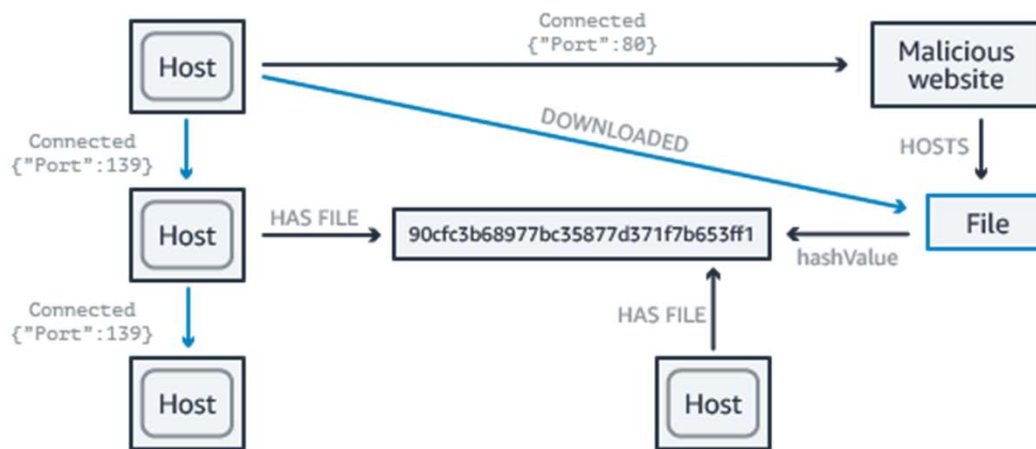 Host
Connected
{"Port":80}
Malicious
website
Connected
{"Port":139}
DOWNLOADED
HOSTS
Host
HAS FILE
90cfc3b68977bc35877d371f7b653ff1
hashValue
File
Connected
{"Port":139}
HAS FILE
Host
Host